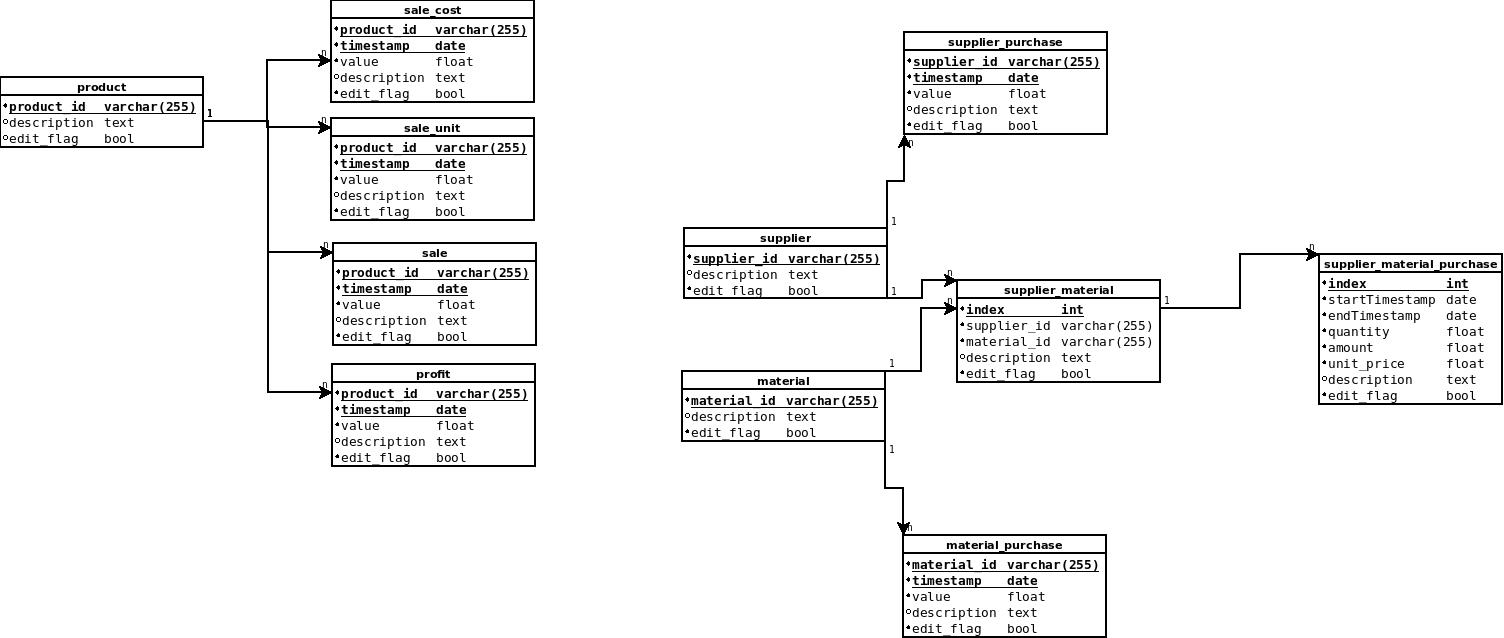 product
product_id varchar(255)
description text
edit_flag bool
1
sale_cost
product_id varchar(255)
timestamp date
value float
description text
edit_flag bool
n
sale_unit
product_id varchar(255)
timestamp date
value float
description text
edit_flag bool
n
sale
product_id varchar(255)
timestamp date
value float
description text
edit_flag bool
n
profit
product_id varchar(255)
timestamp date
value float
description text
edit_flag bool
n
supplier_purchase
supplier_id varchar(255)
timestamp date
value float
description text
edit_flag bool
n
1
supplier
supplier_id varchar(255)
description text
edit_flag bool
1
n
supplier_material
index int
supplier_id varchar(255)
material_id varchar(255)
description text
edit_flag bool
n
1
n
supplier_material_purchase
index int
startTimestamp date
endTimestamp date
quantity float
amount float
unit_price float
description text
edit_flag bool
1
material
material_id varchar(255)
description text
edit_flag bool
1
n
material_purchase
material_id varchar(255)
timestamp date
value float
description text
edit_flag bool